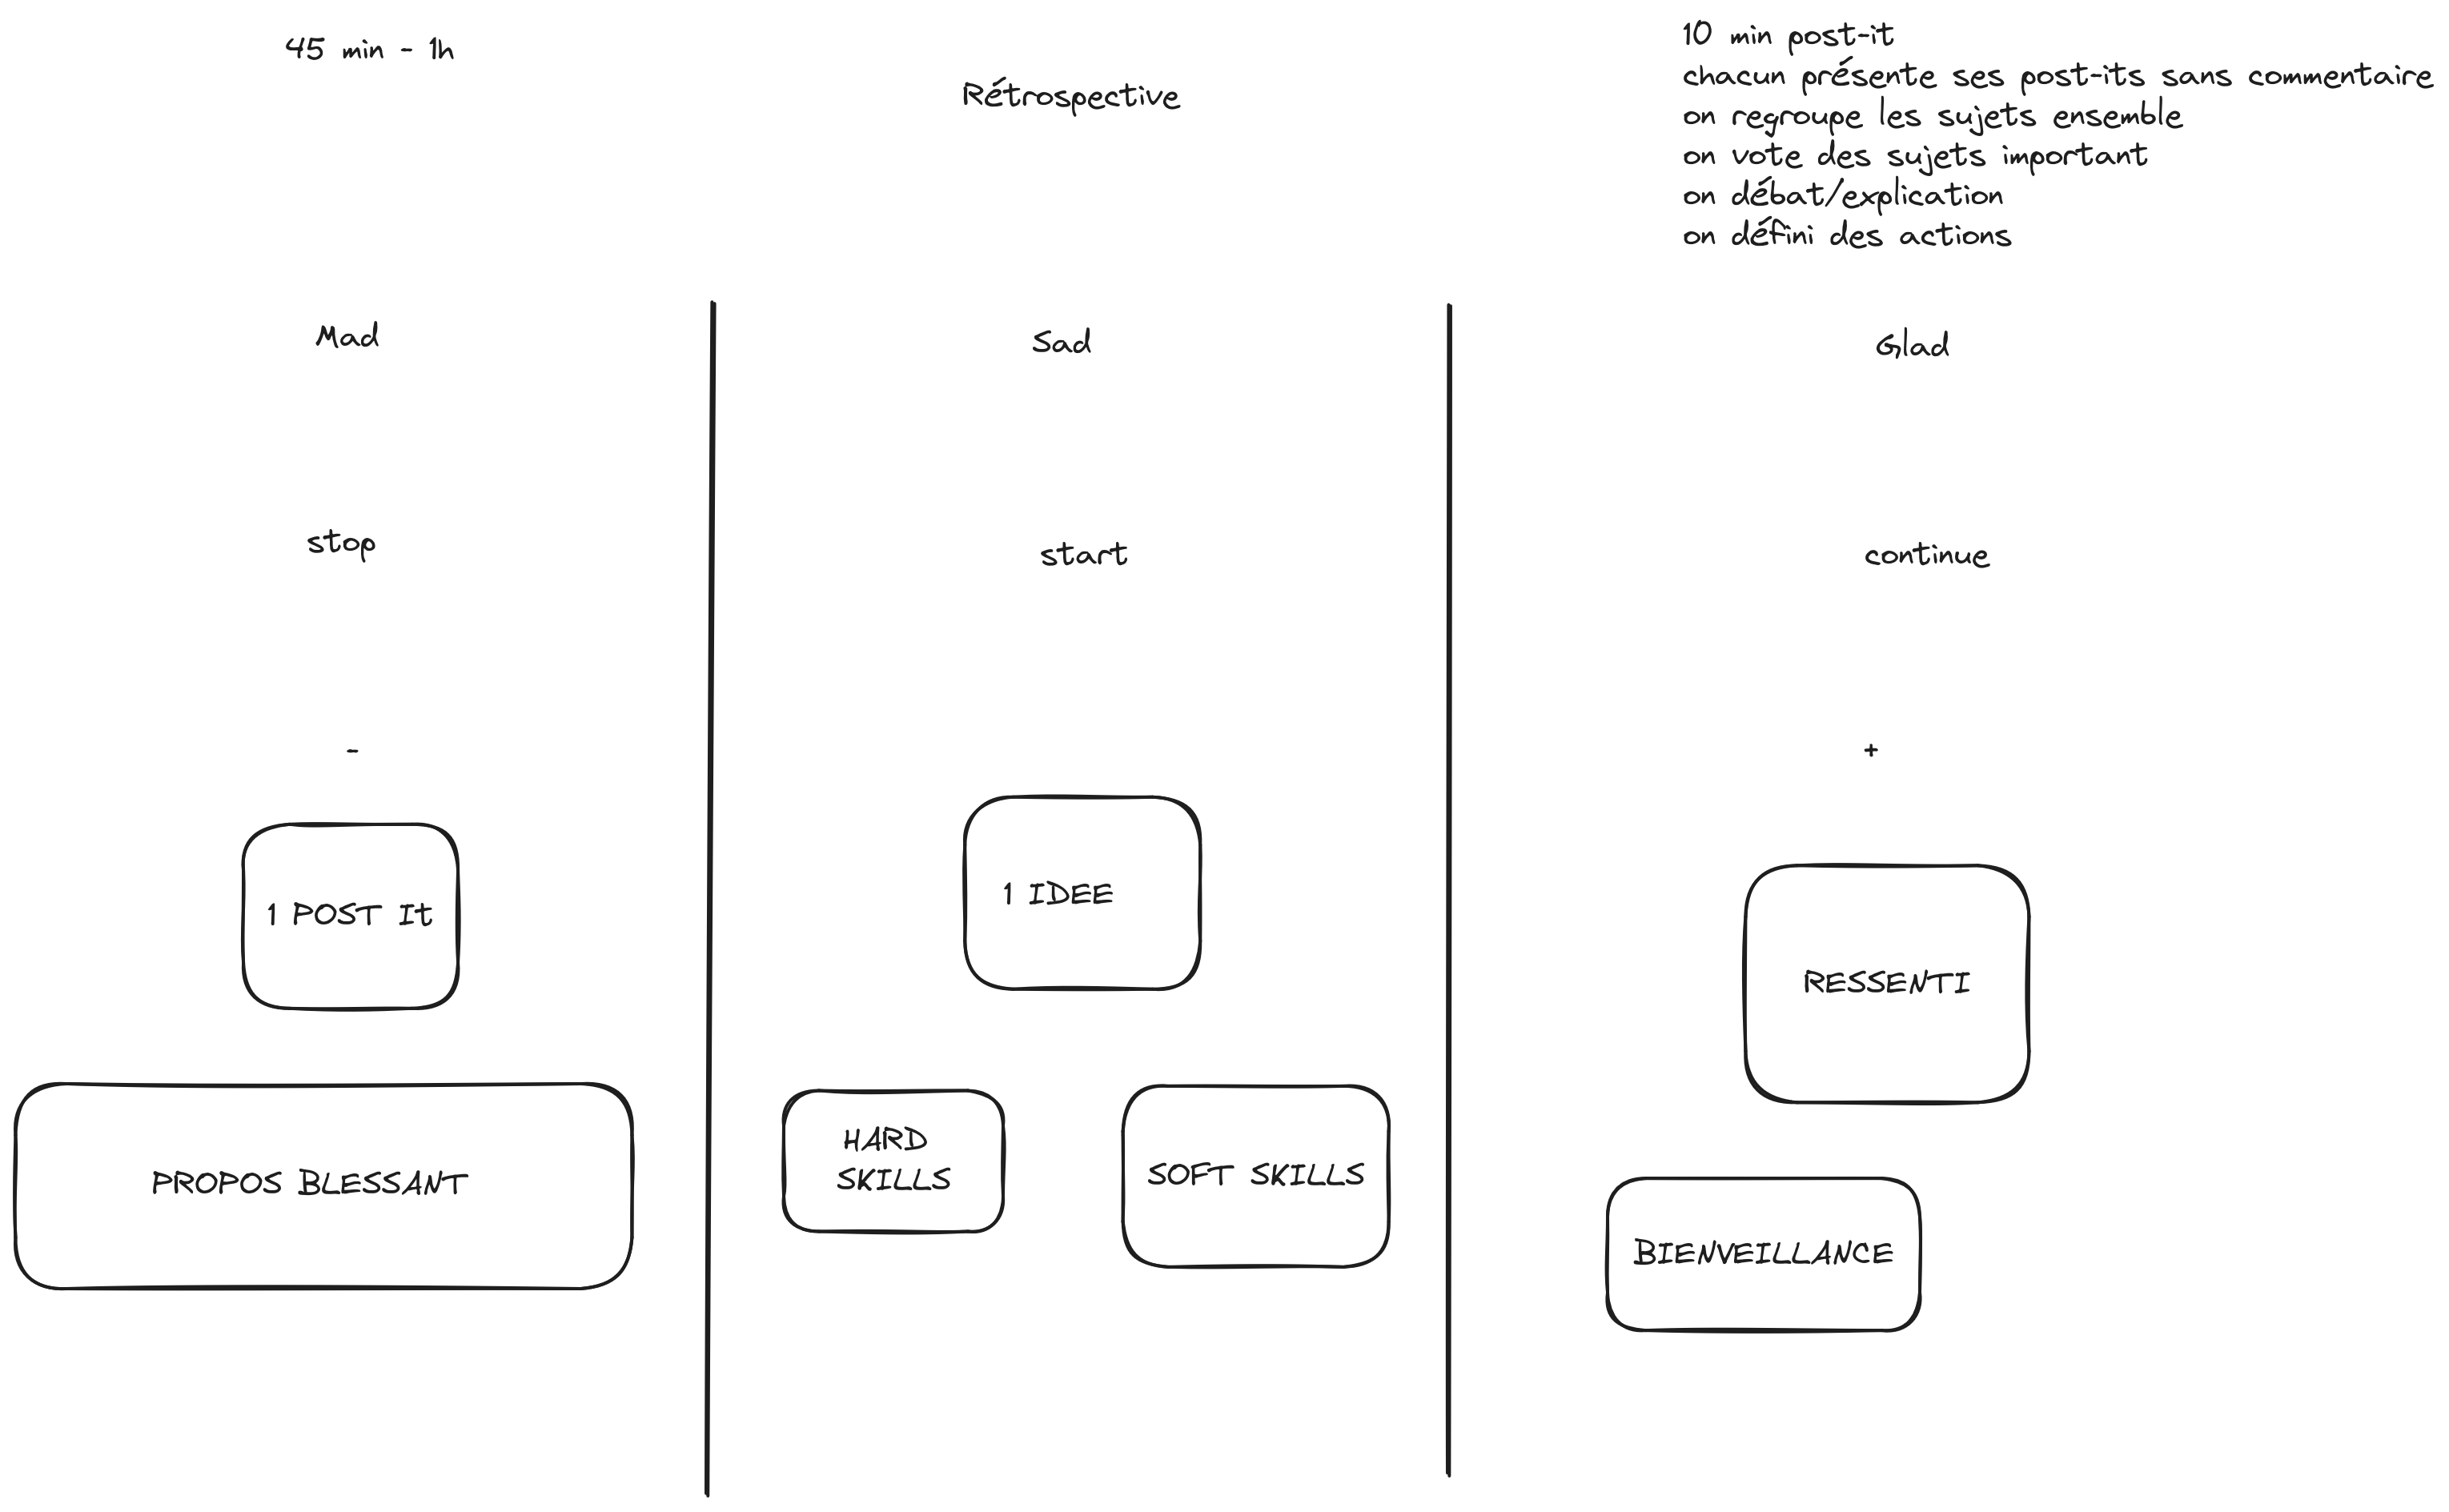 45 min - 1h
Rétrospective
10 min post-it
chacun présente ses post-its sans commentaire
on regroupe les sujets ensemble
on vote des sujets important
on débat/explication
on défini des actions
Mad
Sad
Glad
stop
start
continue
-
+
1 POST It
1 IDEE
RESSENTI
PROPOS BLESSANT
HARD
SKILLS
SOFT SKILLS
BIENVEILLANCE